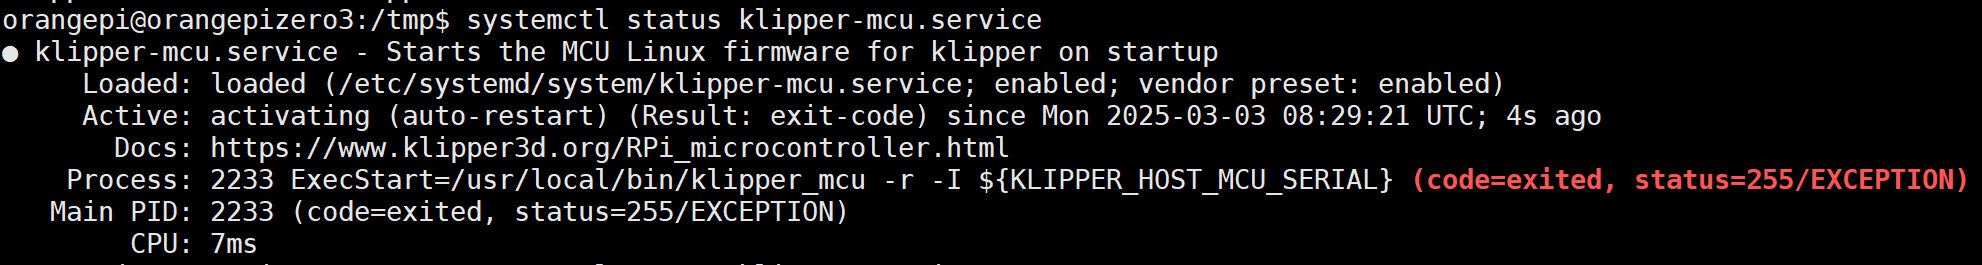 orangepi@orangepizero3:/tmp$ systemctl status klipper-mcu.service
● klipper-mcu.service - Starts the MCU Linux firmware for klipper on startup
Loaded: loaded (/etc/systemd/system/klipper-mcu.service; enabled; vendor preset: enabled)
Active: activating (auto-restart) (Result: exit-code) since Mon 2025-03-03 08:29:21 UTC; 4s ago
Docs: https://www.klipper3d.org/RPi_microcontroller.html
Process: 2233 ExecStart=/usr/local/bin/klipper_mcu -r -I ${KLIPPER_HOST_MCU_SERIAL} (code=exited, status=255/EXCEPTION)
Main PID: 2233 (code=exited, status=255/EXCEPTION)
CPU: 7ms